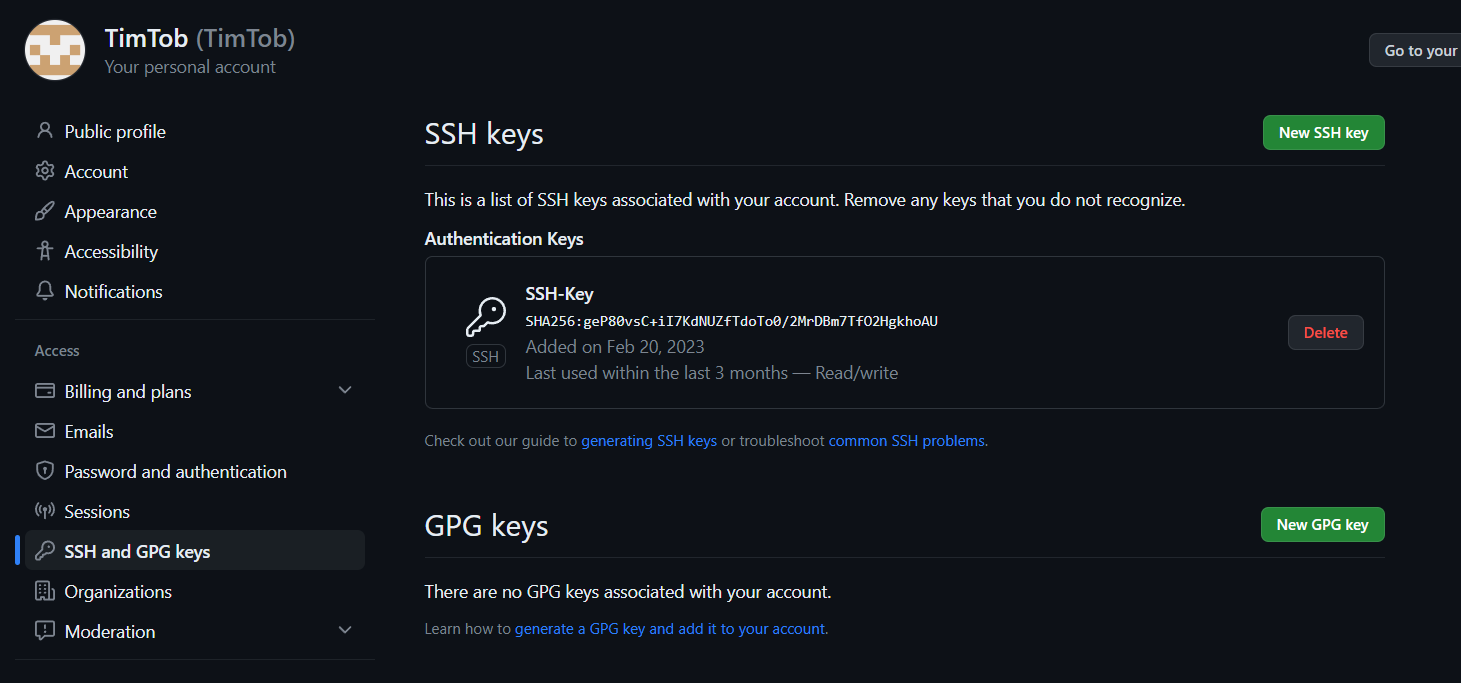 TimTob (TimTob)
Your personal account
Go to your
Public profile
Account
Appearance
Accessibility
Notifications
Access
Billing and plans
Emails
Password and authentication
Sessions
SSH and GPG keys
Organizations
Moderation
SSH keys
New SSH key
This is a list of SSH keys associated with your account. Remove any keys that you do not recognize.
Authentication Keys
SSH-Key
SHA256:geP80vsC+iI7KdNUZfTdoTo0/2MrDBm7TfO2HgkhoAU
Added on Feb 20, 2023
Last used within the last 3 months — Read/write
SSH
Delete
Check out our guide to generating SSH keys or troubleshoot common SSH problems.
GPG keys
New GPG key
There are no GPG keys associated with your account.
Learn how to generate a GPG key and add it to your account.